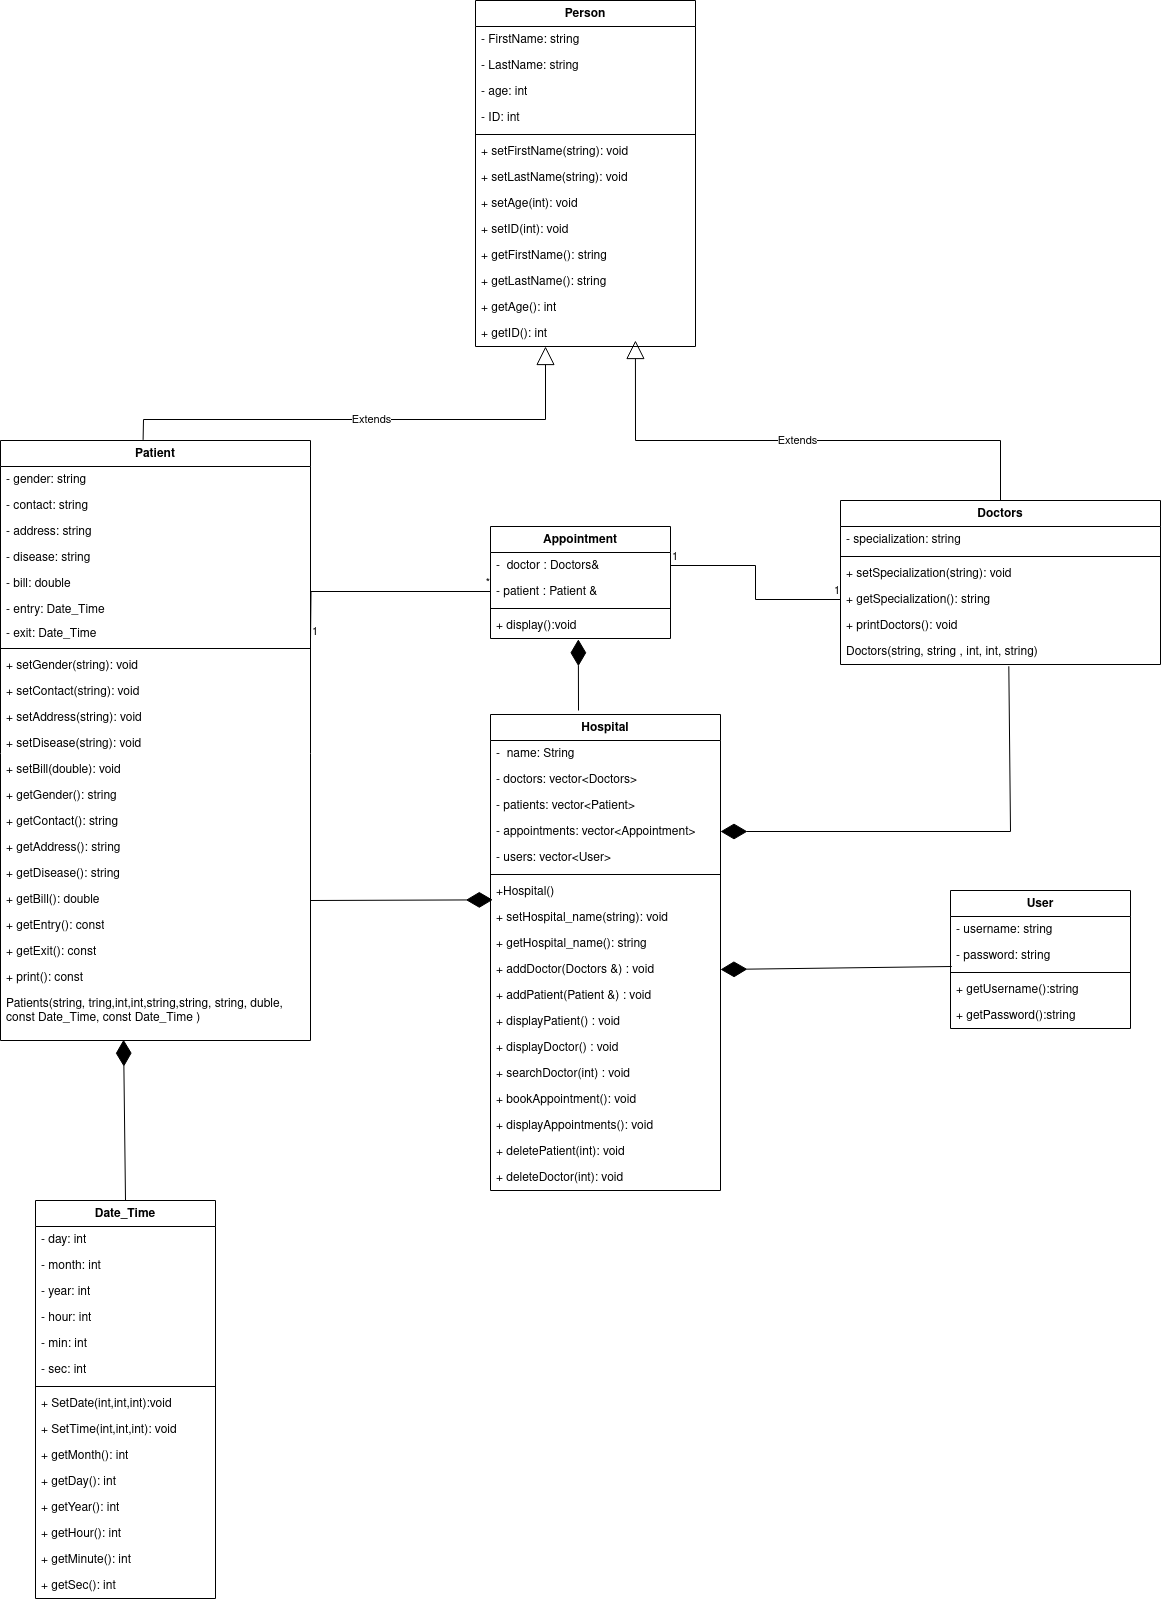 Person
- FirstName: string
- LastName: string
- age: int
- ID: int
+ setFirstName(string): void
+ setLastName(string): void
+ setAge(int): void
+ setID(int): void
+ getFirstName(): string
+ getLastName(): string
+ getAge(): int
+ getID(): int
Extends
Extends
Patient
- gender: string
- contact: string
- address: string
- disease: string
- bill: double
- entry: Date_Time
- exit: Date_Time
+ setGender(string): void
+ setContact(string): void
+ setAddress(string): void
+ setDisease(string): void
+ setBill(double): void
+ getGender(): string
+ getContact(): string
+ getAddress(): string
+ getDisease(): string
+ getBill(): double
+ getEntry(): const
+ getExit(): const
+ print(): const
Patients(string, tring,int,int,string,string, string, duble,
const Date_Time, const Date_Time )
1
*
Appointment
-  doctor : Doctors&
- patient : Patient &
+ display():void
1
1
Doctors
- specialization: string
+ setSpecialization(string): void
+ getSpecialization(): string
+ printDoctors(): void
Doctors(string, string , int, int, string)
Hospital
-  name: String
- doctors: vector<Doctors>
- patients: vector<Patient>
- appointments: vector<Appointment>
- users: vector<User>
+Hospital()
+ setHospital_name(string): void
+ getHospital_name(): string
+ addDoctor(Doctors &) : void
+ addPatient(Patient &) : void
+ displayPatient() : void
+ displayDoctor() : void
+ searchDoctor(int) : void
+ bookAppointment(): void
+ displayAppointments(): void
+ deletePatient(int): void
+ deleteDoctor(int): void
User
- username: string
- password: string
+ getUsername():string
+ getPassword():string
Date_Time
- day: int
- month: int
- year: int
- hour: int
- min: int
- sec: int
+ SetDate(int,int,int):void
+ SetTime(int,int,int): void
+ getMonth(): int
+ getDay(): int
+ getYear(): int
+ getHour(): int
+ getMinute(): int
+ getSec(): int